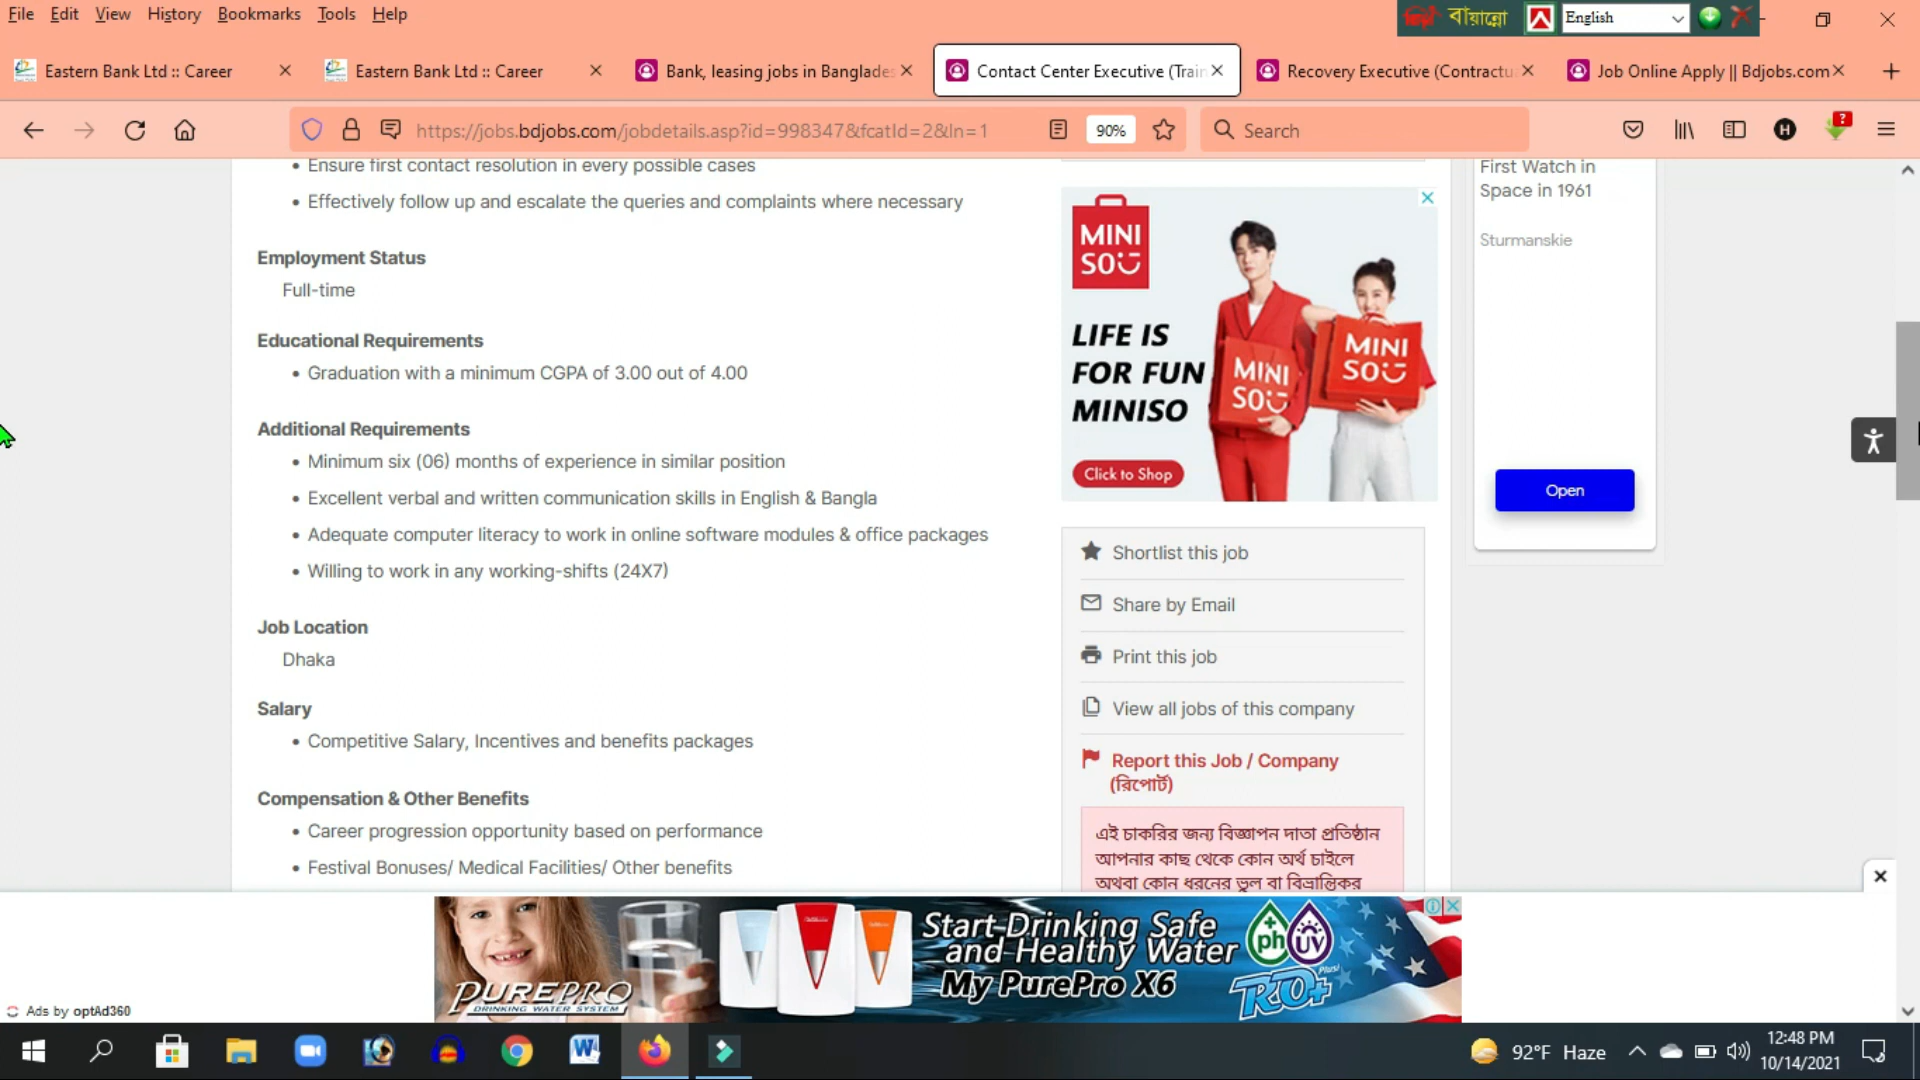 File Edit View History Bookmarks Tools Help
বায়ান্নো
English
Eastern Bank Ltd :: Career
Eastern Bank Ltd :: Career
Bank, leasing jobs in Banglades
Contact Center Executive (Train
Recovery Executive (Contractu
Job Online Apply || Bdjobs.com
https://jobs.bdjobs.com/jobdetails.asp?id=998347&fcatId=2&ln=1
90%
Search
Ensure first contact resolution in every possible cases
Effectively follow up and escalate the queries and complaints where necessary
Employment Status
Full-time
Educational Requirements
Graduation with a minimum CGPA of 3.00 out of 4.00
Additional Requirements
Minimum six (06) months of experience in similar position
Excellent verbal and written communication skills in English & Bangla
Adequate computer literacy to work in online software modules & office packages
Willing to work in any working-shifts (24X7)
Job Location
Dhaka
Salary
Competitive Salary, Incentives and benefits packages
Compensation & Other Benefits
Career progression opportunity based on performance
Festival Bonuses/ Medical Facilities/ Other benefits
MINI
SO
LIFE IS
FOR FUN
MINISO
Click to Shop
MINI
SO
MINI
SO
Shortlist this job
Share by Email
Print this job
View all jobs of this company
Report this Job / Company
(রিপোর্ট)
এই চাকরির জন্য বিজ্ঞাপন দাতা প্রতিষ্ঠান
আপনার কাছ থেকে কোন অর্থ চাইলে
অথবা কোন ধরনের ভুল বা বিভ্রান্তিকর
First Watch in
Space in 1961
Sturmanskie
Open
PUREPRO
DRINKING WATER SYSTEM
Start Drinking Safe
and Healthy Water
My PurePro X6
ph UV
RO+ Plus!
Ads by optAd360
92°F Haze
12:48 PM
10/14/2021